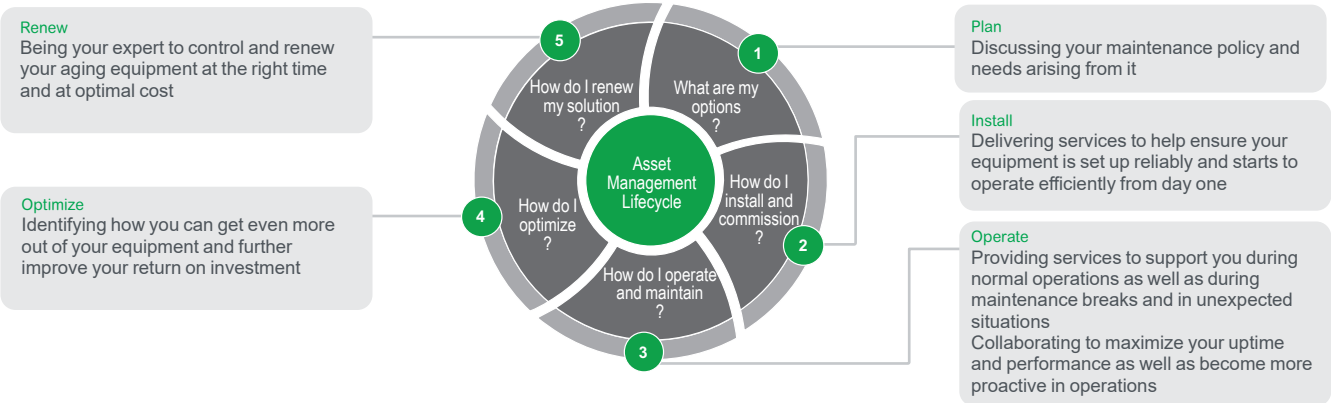 Renew
Being your expert to control and renew
your aging equipment at the right time
and at optimal cost
Optimize
Identifying how you can get even more
out of your equipment and further
improve your return on investment
5
How do I renew
my solution
?
1
What are my
options
?
Asset
Management
Lifecycle
How do I
install and
commission
?
2
How do I
optimize
?
4
How do I operate
and maintain
?
3
Plan
Discussing your maintenance policy and
needs arising from it
Install
Delivering services to help ensure your
equipment is set up reliably and starts to
operate efficiently from day one
Operate
Providing services to support you during
normal operations as well as during
maintenance breaks and in unexpected
situations
Collaborating to maximize your uptime
and performance as well as become more
proactive in operations